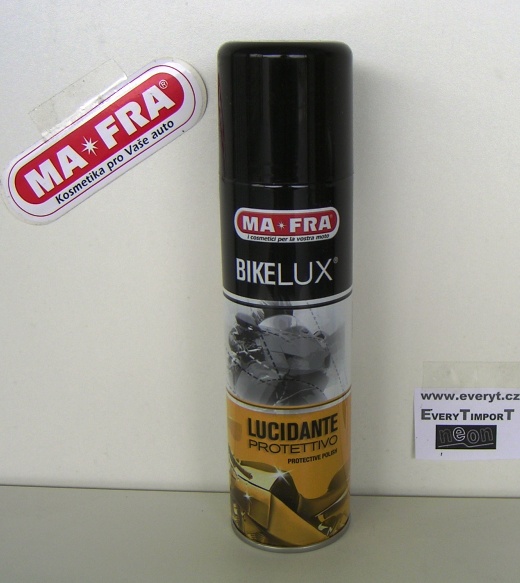 MA★FRA®
Kosmetika pro Vaše auto
MA★FRA®
i cosmetici per la vostra moto
BIKELUX®
LUCIDANTE
PROTETTIVO
PROTECTIVE POLISH
www.everyt.cz
EVERYTIMPORT
neon